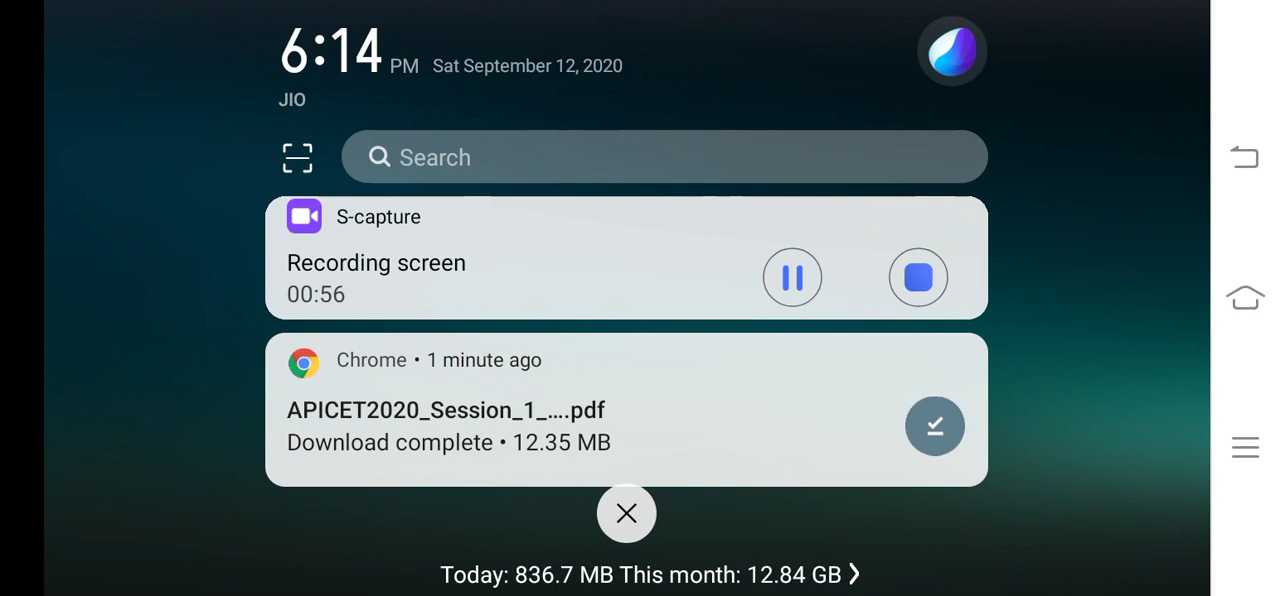 6:14 PM Sat September 12, 2020
JIO
Search
S-capture
Recording screen
00:56
Chrome • 1 minute ago
APICET2020_Session_1_....pdf
Download complete • 12.35 MB
Today: 836.7 MB This month: 12.84 GB ❯